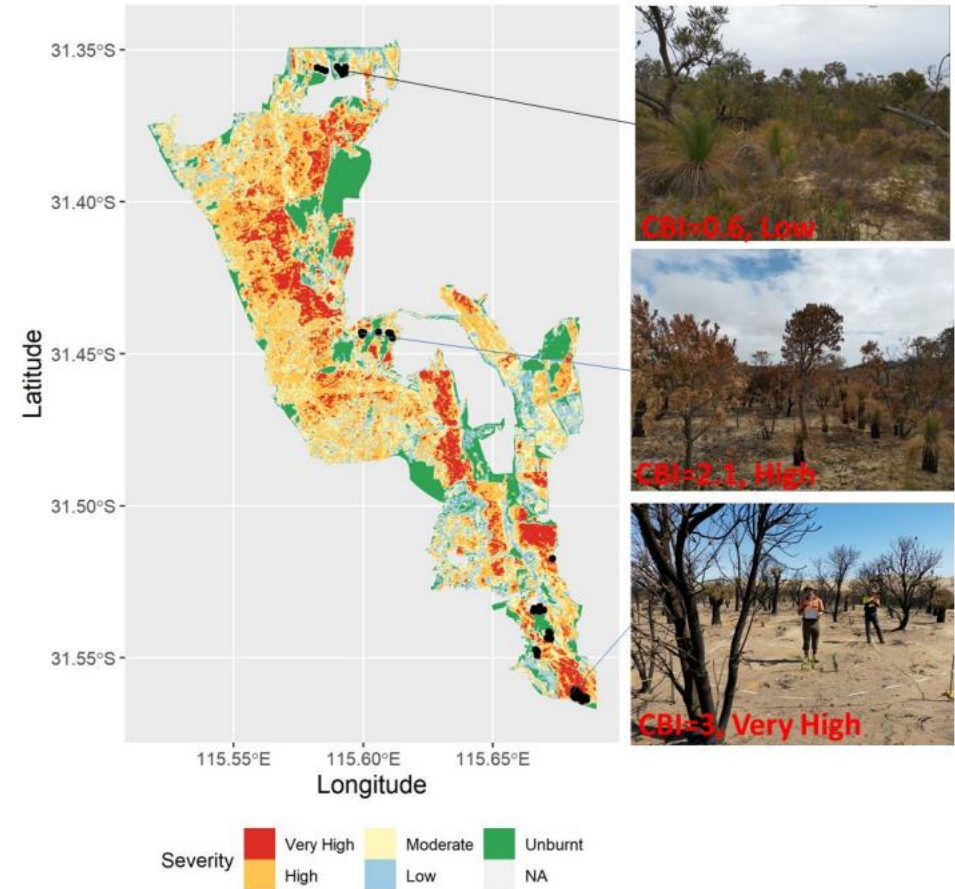 31.35°S
31.40°S
31.45°S
31.50°S
31.55°S
Latitude
115.55°E 115.60°E 115.65°E
Longitude
CBI=0.6, Low
CBI=2.1, High
CBI=3, Very High
Severity
Very High Moderate Unburnt
High Low NA